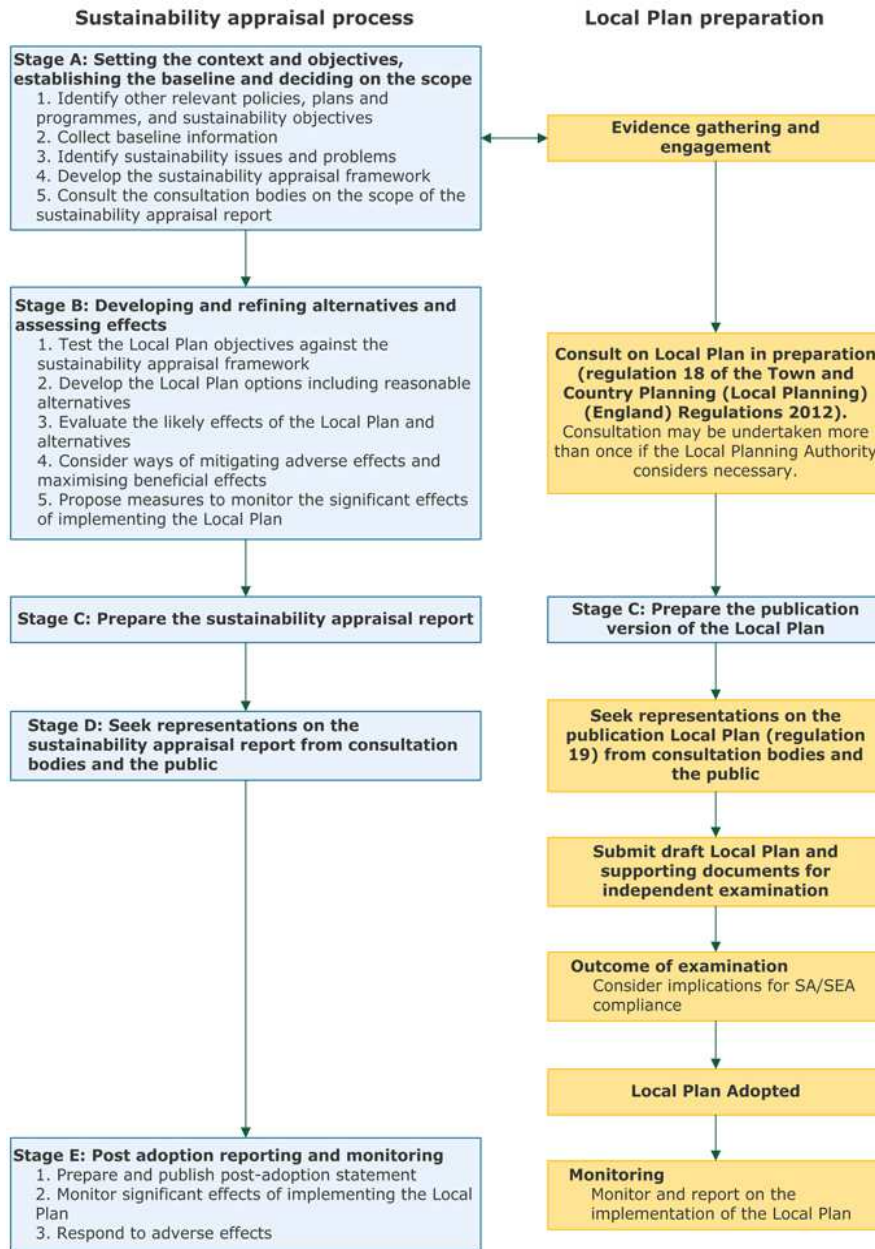 Sustainability appraisal process
Local Plan preparation
Stage A: Setting the context and objectives,
establishing the baseline and deciding on the scope
1. Identify other relevant policies, plans and
programmes, and sustainability objectives
2. Collect baseline information
3. Identify sustainability issues and problems
4. Develop the sustainability appraisal framework
5. Consult the consultation bodies on the scope of the
sustainability appraisal report
Evidence gathering and
engagement
Stage B: Developing and refining alternatives and
assessing effects
1. Test the Local Plan objectives against the
sustainability appraisal framework
2. Develop the Local Plan options including reasonable
alternatives
3. Evaluate the likely effects of the Local Plan and
alternatives
4. Consider ways of mitigating adverse effects and
maximising beneficial effects
5. Propose measures to monitor the significant effects
of implementing the Local Plan
Consult on Local Plan in preparation
(regulation 18 of the Town and
Country Planning (Local Planning)
(England) Regulations 2012).
Consultation may be undertaken more
than once if the Local Planning Authority
considers necessary.
Stage C: Prepare the sustainability appraisal report
Stage C: Prepare the publication
version of the Local Plan
Stage D: Seek representations on the
sustainability appraisal report from consultation
bodies and the public
Seek representations on the
publication Local Plan (regulation
19) from consultation bodies and
the public
Submit draft Local Plan and
supporting documents for
independent examination
Outcome of examination
Consider implications for SA/SEA
compliance
Local Plan Adopted
Stage E: Post adoption reporting and monitoring
1. Prepare and publish post-adoption statement
2. Monitor significant effects of implementing the Local
Plan
3. Respond to adverse effects
Monitoring
Monitor and report on the
implementation of the Local Plan